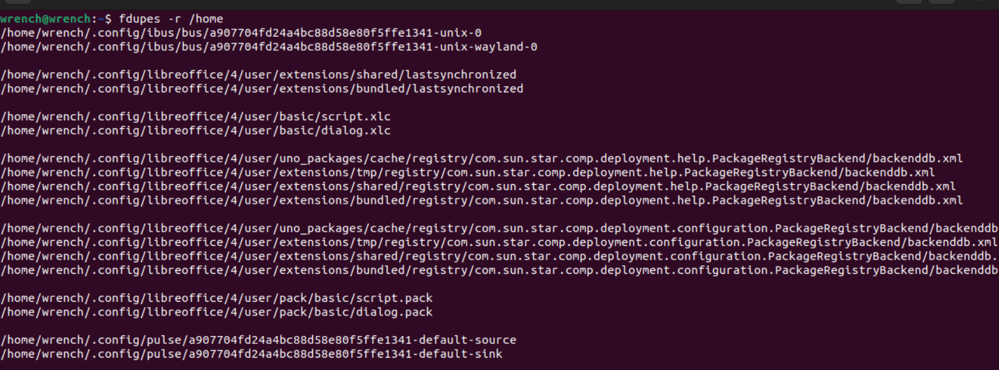 wrench@wrench:~$ fdupes -r /home
/home/wrench/.config/ibus/bus/a907704fd24a4bc88d58e80f5ffe1341-unix-0
/home/wrench/.config/ibus/bus/a907704fd24a4bc88d58e80f5ffe1341-unix-wayland-0
/home/wrench/.config/libreoffice/4/user/extensions/shared/lastsynchronized
/home/wrench/.config/libreoffice/4/user/extensions/bundled/lastsynchronized
/home/wrench/.config/libreoffice/4/user/basic/script.xlc
/home/wrench/.config/libreoffice/4/user/basic/dialog.xlc
/home/wrench/.config/libreoffice/4/user/uno_packages/cache/registry/com.sun.star.comp.deployment.help.PackageRegistryBackend/backenddb.xml
/home/wrench/.config/libreoffice/4/user/extensions/tmp/registry/com.sun.star.comp.deployment.help.PackageRegistryBackend/backenddb.xml
/home/wrench/.config/libreoffice/4/user/extensions/shared/registry/com.sun.star.comp.deployment.help.PackageRegistryBackend/backenddb.xml
/home/wrench/.config/libreoffice/4/user/extensions/bundled/registry/com.sun.star.comp.deployment.help.PackageRegistryBackend/backenddb.xml
/home/wrench/.config/libreoffice/4/user/uno_packages/cache/registry/com.sun.star.comp.deployment.configuration.PackageRegistryBackend/backenddb
/home/wrench/.config/libreoffice/4/user/extensions/tmp/registry/com.sun.star.comp.deployment.configuration.PackageRegistryBackend/backenddb.xml
/home/wrench/.config/libreoffice/4/user/extensions/shared/registry/com.sun.star.comp.deployment.configuration.PackageRegistryBackend/backenddb.
/home/wrench/.config/libreoffice/4/user/extensions/bundled/registry/com.sun.star.comp.deployment.configuration.PackageRegistryBackend/backenddb
/home/wrench/.config/libreoffice/4/user/pack/basic/script.pack
/home/wrench/.config/libreoffice/4/user/pack/basic/dialog.pack
/home/wrench/.config/pulse/a907704fd24a4bc88d58e80f5ffe1341-default-source
/home/wrench/.config/pulse/a907704fd24a4bc88d58e80f5ffe1341-default-sink